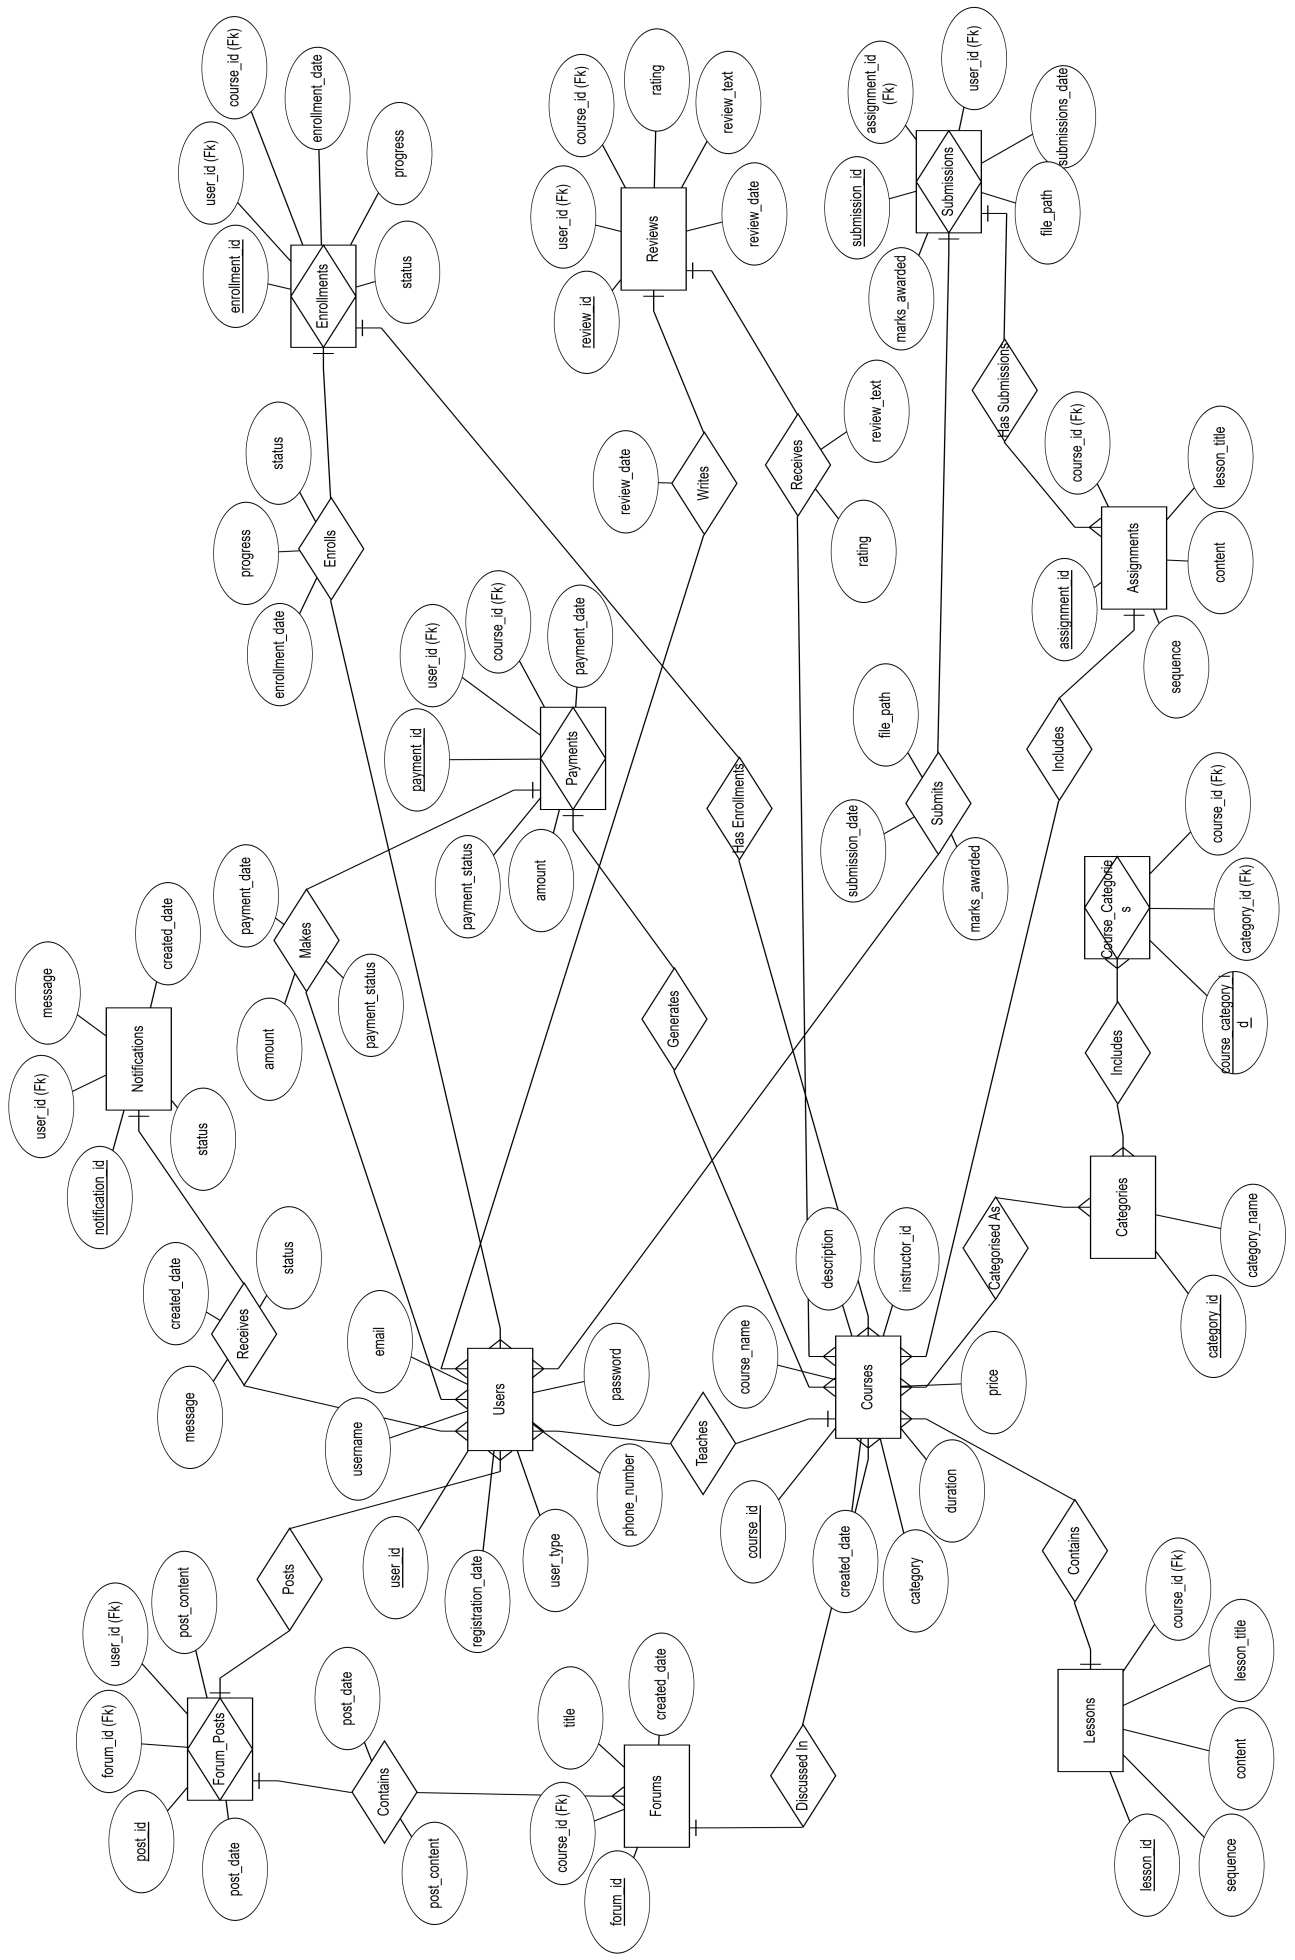 post_id
forum_id (Fk)
user_id (Fk)
post_content
post_date
Forum_Posts
Posts
Contains
post_date
post_content
notification_id
user_id (Fk)
message
created_date
status
Notifications
Receives
message
created_date
status
enrollment_id
user_id (Fk)
course_id (Fk)
enrollment_date
progress
status
Enrollments
Enrolls
enrollment_date
progress
status
Makes
amount
payment_date
payment_status
payment_id
user_id (Fk)
course_id (Fk)
payment_date
payment_status
amount
Payments
Generates
username
email
user_id
registration_date
user_type
phone_number
password
Users
Teaches
forum_id
course_id (Fk)
title
created_date
Forums
Discussed In
review_id
user_id (Fk)
course_id (Fk)
rating
review_text
review_date
Reviews
Writes
review_date
Receives
rating
review_text
Has Enrollments
course_id
course_name
description
instructor_id
price
duration
category
created_date
Courses
submission_id
assignment_id
(Fk)
user_id (Fk)
submissions_date
file_path
marks_awarded
Submissions
Submits
submission_date
file_path
marks_awarded
Has Submissions
assignment_id
course_id (Fk)
lesson_title
content
sequence
Assignments
Includes
Categorised As
Categories
category_id
category_name
Includes
Course_Categorie
s
course_category_i
d
category_id (Fk)
course_id (Fk)
Contains
Lessons
lesson_id
sequence
content
lesson_title
course_id (Fk)